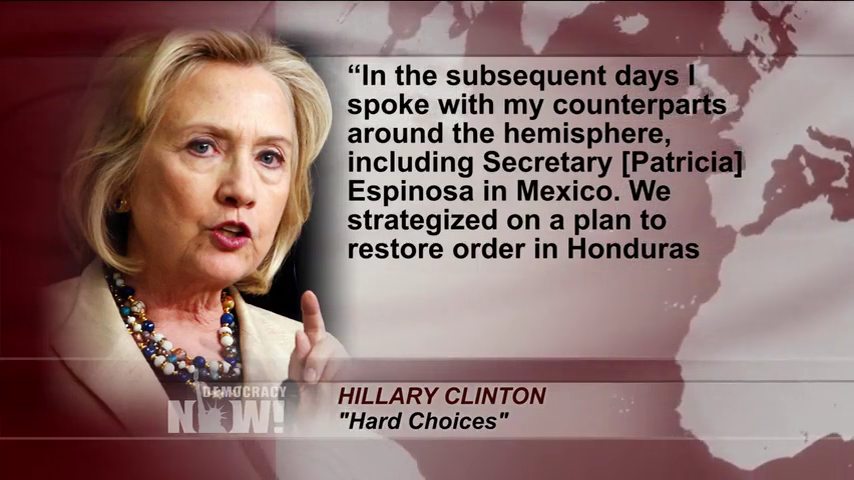 “In the subsequent days I
spoke with my counterparts
around the hemisphere,
including Secretary [Patricia]
Espinosa in Mexico. We
strategized on a plan to
restore order in Honduras
HILLARY CLINTON
"Hard Choices"
DEMOCRACY
NOW!